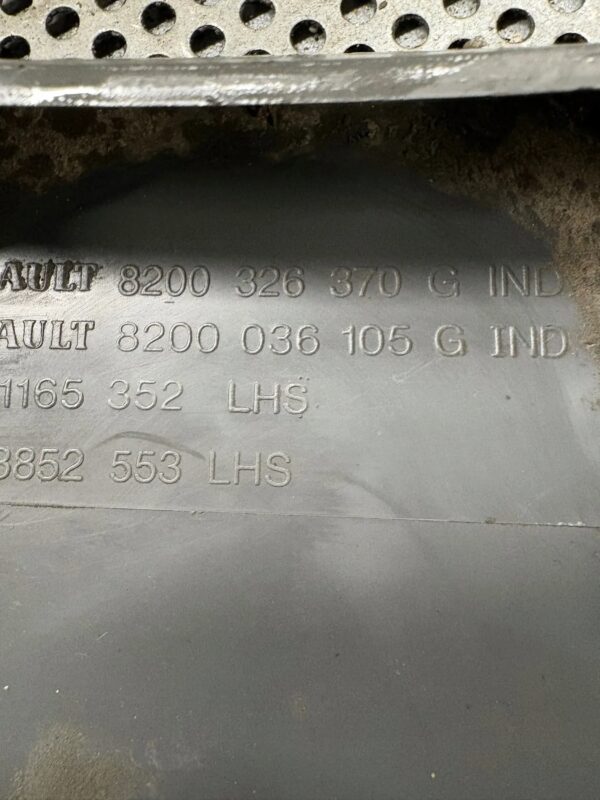 AULT 8200 326 370 G IND
AULT 8200 036 105 G IND
1165 352 LHS
3852 553 LHS